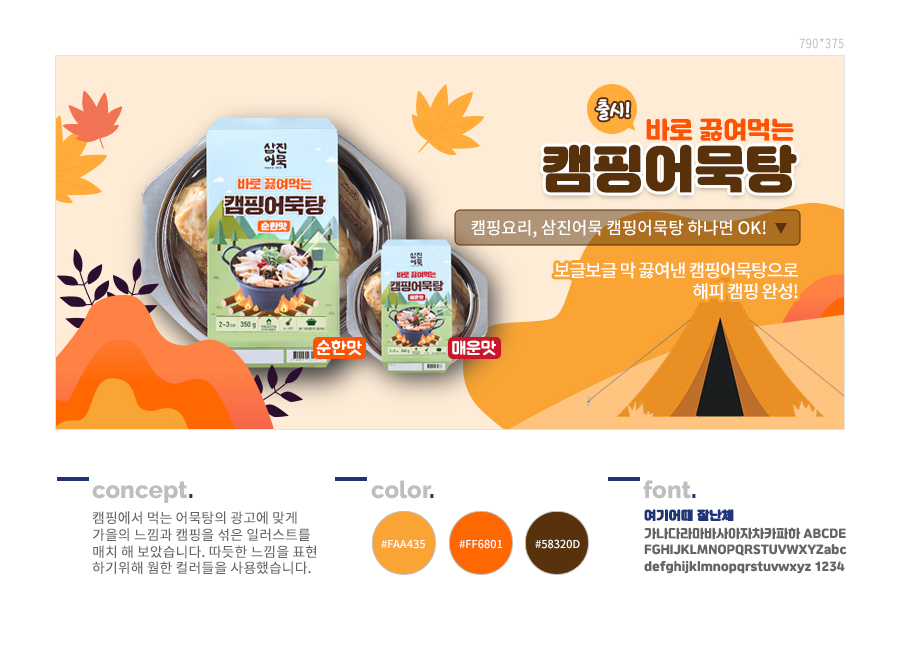 790*375
출시!
바로 끓여먹는
캠핑어묵탕
캠핑요리, 삼진어묵 캠핑어묵탕 하나면 OK! ▼
보글보글 막 끓여낸 캠핑어묵탕으로
해피 캠핑 완성!
삼진
어묵
바로 끓여먹는
캠핑어묵탕
순한맛
2~3인분 350 g
순한맛
삼진
어묵
바로 끓여먹는
캠핑어묵탕
매운맛
매운맛
concept.
캠핑에서 먹는 어묵탕의 광고에 맞게
가을의 느낌과 캠핑을 섞은 일러스트를
매치 해 보았습니다. 따듯한 느낌을 표현
하기위해 웜한 컬러들을 사용했습니다.
color.
#FAA435
#FF6801
#58320D
font.
여기어때 잘난체
가나다라마바사아자차카파하 ABCDE
FGHIJKLMNOPQRSTUVWXYZabc
defghijklmnopqrstuvwxyz 1234